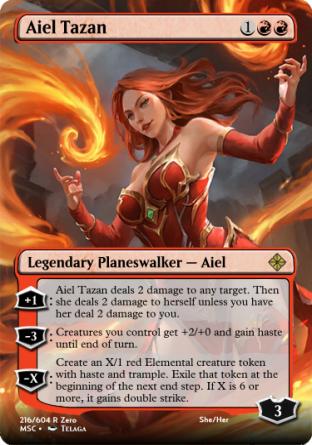 Aiel Tazan 1
Legendary Planeswalker — Aiel
+1 Aiel Tazan deals 2 damage to any target. Then
she deals 2 damage to herself unless you have
her deal 2 damage to you.
-3 Creatures you control get +2/+0 and gain haste
until end of turn.
Create an X/1 red Elemental creature token
-X with haste and trample. Exile that token at the
beginning of the next end step. If X is 6 or
more, it gains double strike.
3
216/604 R Zero She/Her
MSC • TELAGA